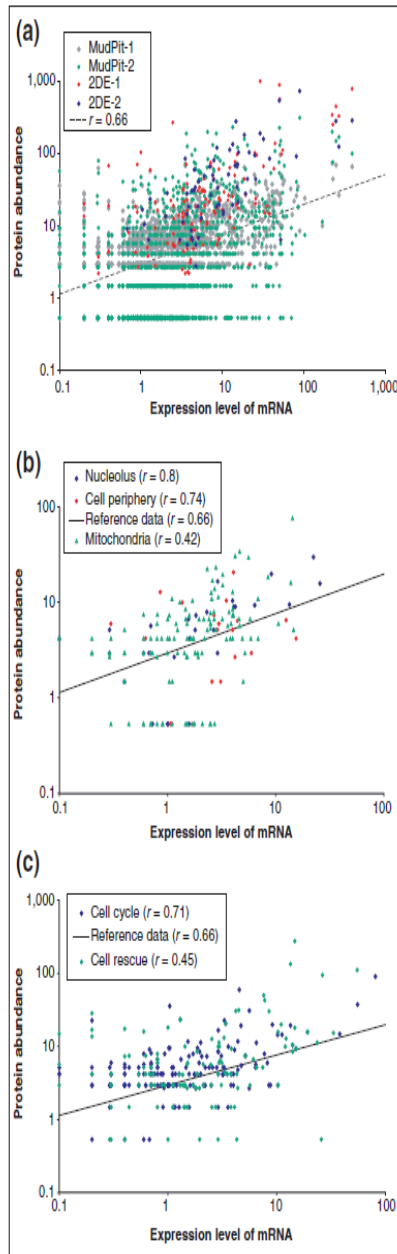 (a)
MudPit-1
MudPit-2
2DE-1
2DE-2
r = 0.66
1,000
100
10
1
0.1
Protein abundance
0.1 1 10 100 1,000
Expression level of mRNA
(b)
Nucleolus (r = 0.8)
Cell periphery (r = 0.74)
Reference data (r = 0.66)
Mitochondria (r = 0.42)
100
10
1
0.1
Protein abundance
0.1 1 10 100
Expression level of mRNA
(c)
Cell cycle (r = 0.71)
Reference data (r = 0.66)
Cell rescue (r = 0.45)
1,000
100
10
1
0.1
Protein abundance
0.1 1 10 100
Expression level of mRNA